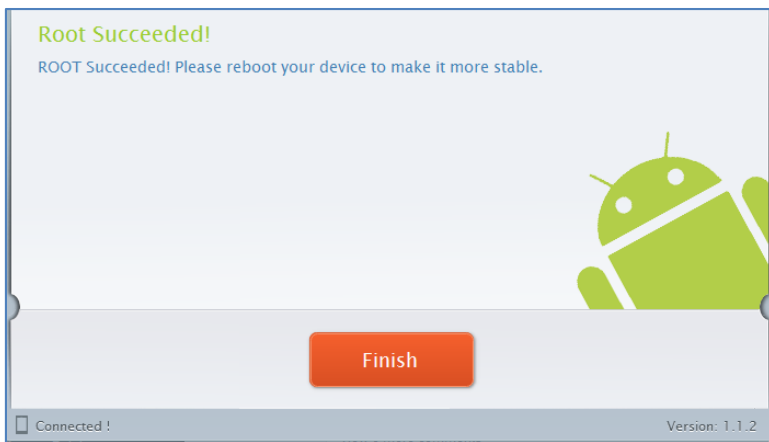 Root Succeeded!
ROOT Succeeded! Please reboot your device to make it more stable.
Finish
Connected !
Version: 1.1.2